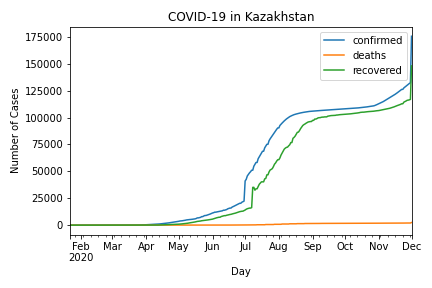 COVID-19 in Kazakhstan
175000
150000
125000
100000
75000
50000
25000
0
Number of Cases
confirmed
deaths
recovered
Feb Mar Apr May Jun Jul Aug Sep Oct Nov Dec
2020
Day